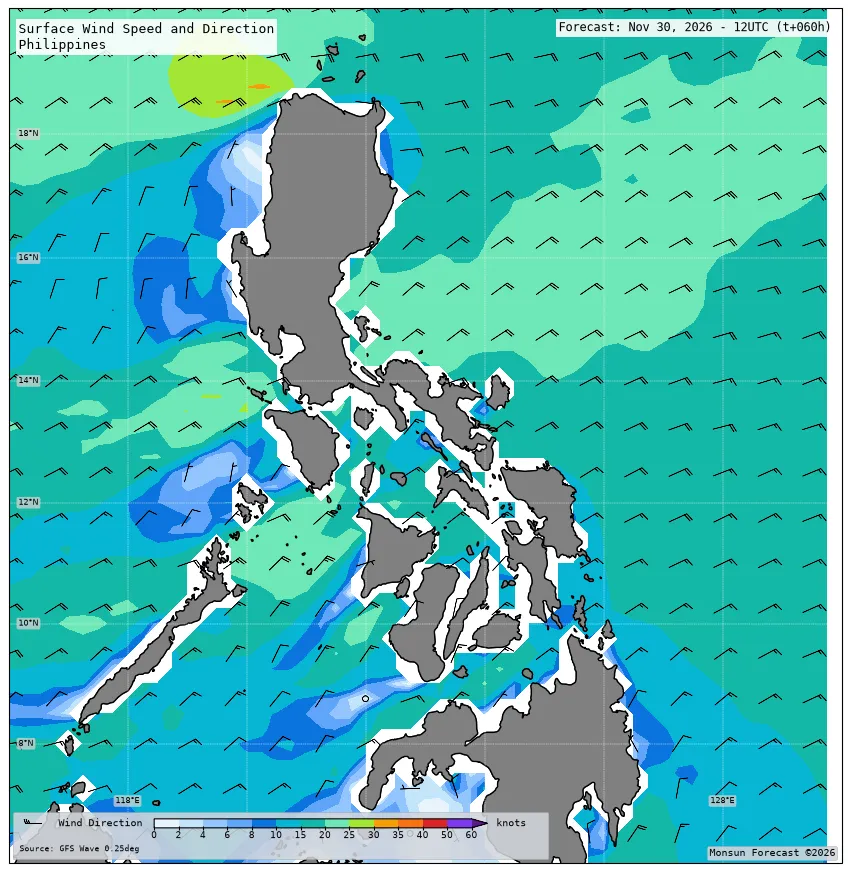 Surface Wind Speed and Direction
Philippines
Forecast: Nov 30, 2026 - 12UTC (t+060h)
18°N
16°N
14°N
12°N
10°N
8°N
118°E
128°E
Wind Direction
knots
0 2 4 6 8 10 15 20 25 30 35 40 50 60
Source: GFS Wave 0.25deg
Monsun Forecast ©2026